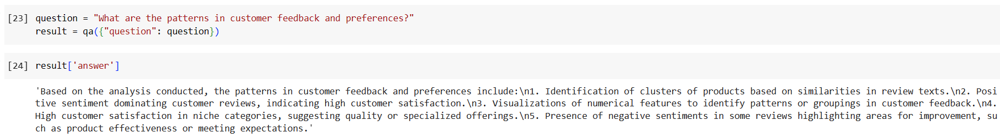 [23] question = "What are the patterns in customer feedback and preferences?"
result = qa({"question": question})
[24] result['answer']
'Based on the analysis conducted, the patterns in customer feedback and preferences include:\n1. Identification of clusters of products based on similarities in review texts.\n2. Posi
tive sentiment dominating customer reviews, indicating high customer satisfaction.\n3. Visualizations of numerical features to identify patterns or groupings in customer feedback.\n4.
High customer satisfaction in niche categories, suggesting quality or specialized offerings.\n5. Presence of negative sentiments in some reviews highlighting areas for improvement, su
ch as product effectiveness or meeting expectations.'